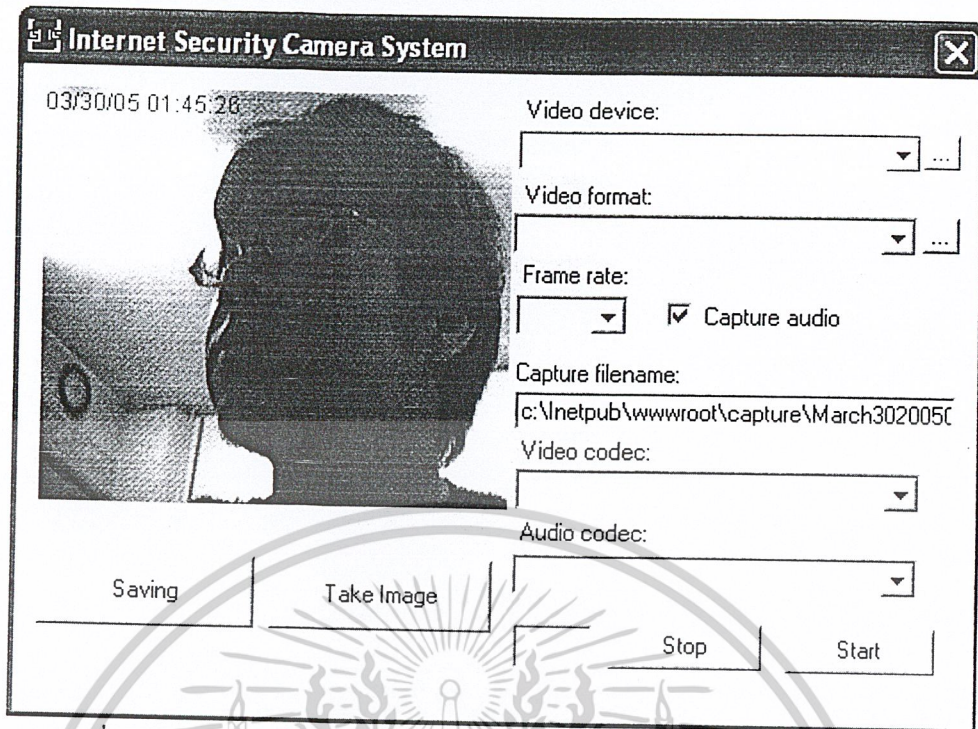 Internet Security Camera System
03/30/05 01:45:26
Video device:
...
Video format:
...
Frame rate:
Capture audio
Capture filename:
c:\Inetpub\wwwroot\capture\March3020050
Video codec:
Audio codec:
Saving
Take Image
Stop
Start